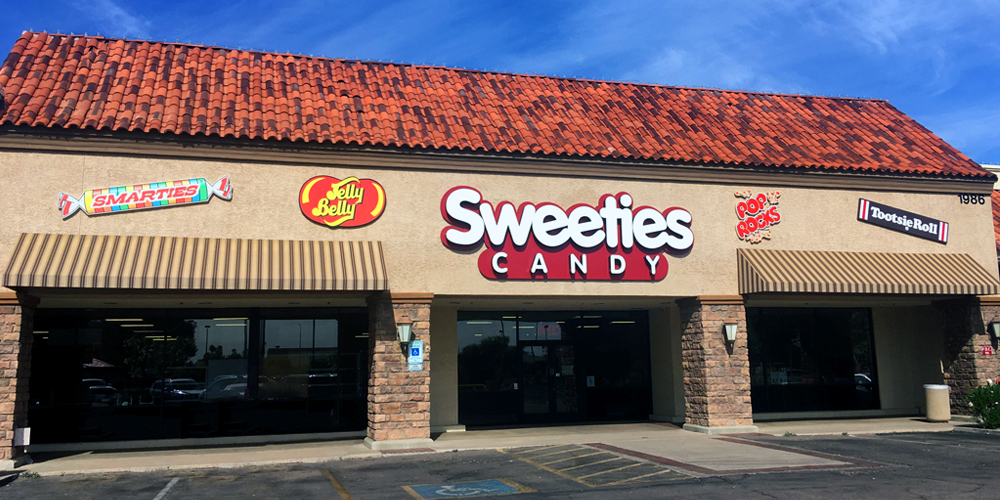 SMARTIES
Jelly
Belly
Sweeties
CANDY
POP
ROCKS
Tootsie Roll
1986